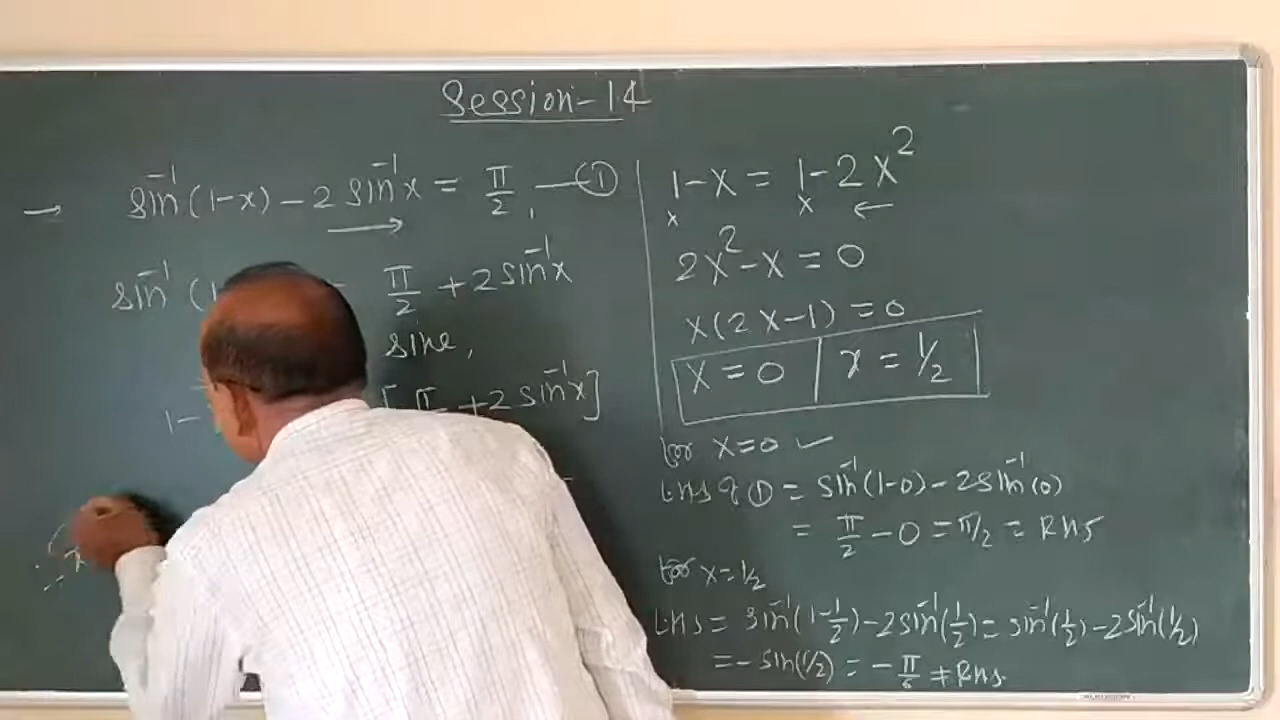 Session-14
→ sin⁻¹(1-x) - 2 sin⁻¹x = π/2, —①
sin⁻¹(1 = π/2 + 2 sin⁻¹x
sine,
1- [π + 2 sin⁻¹x]
1-x = 1-2x²
2x²-x = 0
x(2x-1) = 0
x = 0 | x = 1/2
for x=0 ✓
LHS of ① = sin⁻¹(1-0) - 2sin⁻¹(0)
= π/2 - 0 = π/2 = RHS
for x=1/2
LHS = sin⁻¹(1-1/2) - 2sin⁻¹(1/2) = sin⁻¹(1/2) - 2sin⁻¹(1/2)
= - sin(1/2) = - π/6 ≠ RHS.